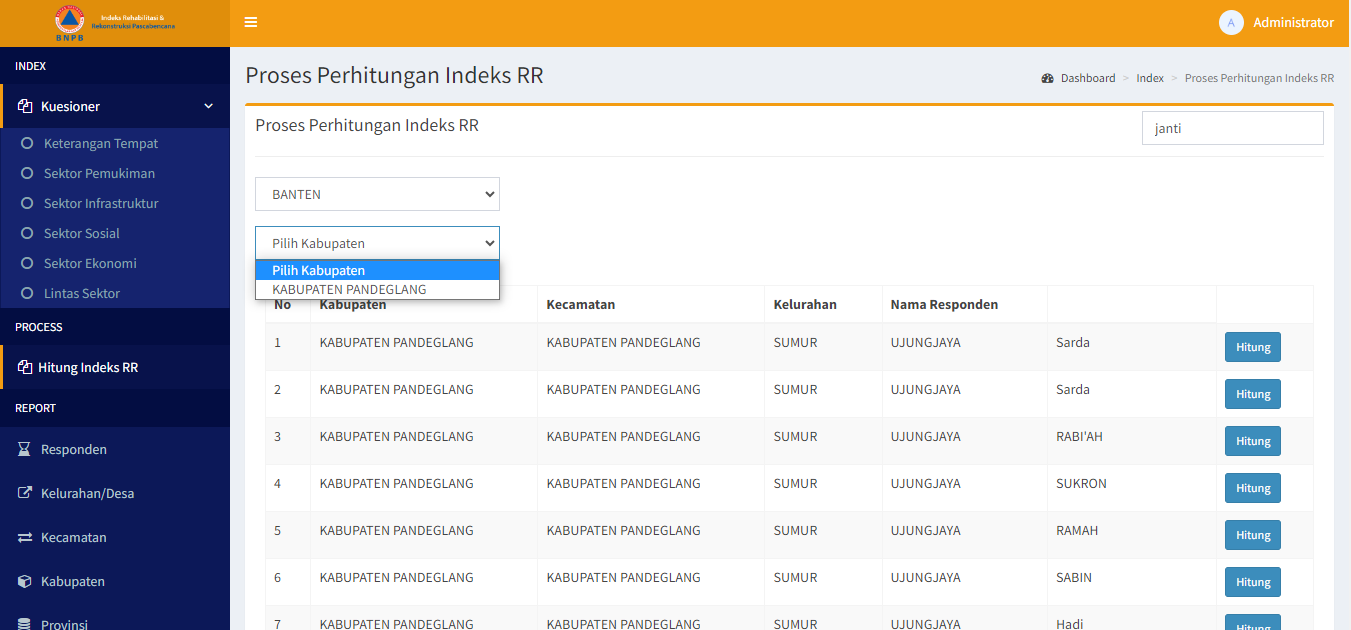 Indeks Rehabilitasi &
Rekonstruksi Pascabencana
BNPB
A Administrator
INDEX
Kuesioner
Keterangan Tempat
Sektor Pemukiman
Sektor Infrastruktur
Sektor Sosial
Sektor Ekonomi
Lintas Sektor
PROCESS
Hitung Indeks RR
REPORT
Responden
Kelurahan/Desa
Kecamatan
Kabupaten
Provinsi
Proses Perhitungan Indeks RR
Dashboard > Index > Proses Perhitungan Indeks RR
Proses Perhitungan Indeks RR
janti
BANTEN
Pilih Kabupaten
Pilih Kabupaten
KABUPATEN PANDEGLANG
No Kabupaten Kecamatan Kelurahan Nama Responden
1 KABUPATEN PANDEGLANG KABUPATEN PANDEGLANG SUMUR UJUNGJAYA Sarda Hitung
2 KABUPATEN PANDEGLANG KABUPATEN PANDEGLANG SUMUR UJUNGJAYA Sarda Hitung
3 KABUPATEN PANDEGLANG KABUPATEN PANDEGLANG SUMUR UJUNGJAYA RABI'AH Hitung
4 KABUPATEN PANDEGLANG KABUPATEN PANDEGLANG SUMUR UJUNGJAYA SUKRON Hitung
5 KABUPATEN PANDEGLANG KABUPATEN PANDEGLANG SUMUR UJUNGJAYA RAMAH Hitung
6 KABUPATEN PANDEGLANG KABUPATEN PANDEGLANG SUMUR UJUNGJAYA SABIN Hitung
7 KABUPATEN PANDEGLANG KABUPATEN PANDEGLANG SUMUR UJUNGJAYA Hadi Hitung